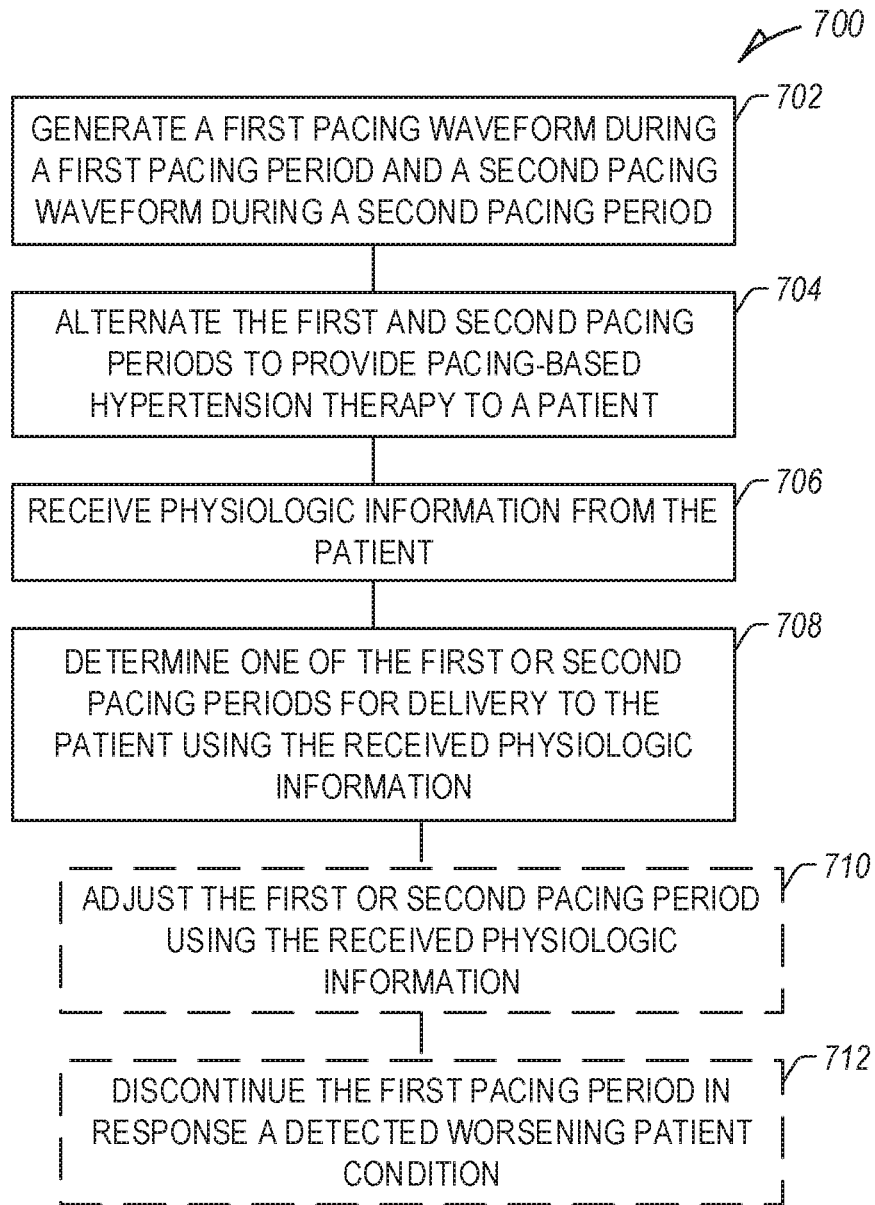 700
702
GENERATE A FIRST PACING WAVEFORM DURING
A FIRST PACING PERIOD AND A SECOND PACING
WAVEFORM DURING A SECOND PACING PERIOD
704
ALTERNATE THE FIRST AND SECOND PACING
PERIODS TO PROVIDE PACING-BASED
HYPERTENSION THERAPY TO A PATIENT
706
RECEIVE PHYSIOLOGIC INFORMATION FROM THE
PATIENT
708
DETERMINE ONE OF THE FIRST OR SECOND
PACING PERIODS FOR DELIVERY TO THE
PATIENT USING THE RECEIVED PHYSIOLOGIC
INFORMATION
710
ADJUST THE FIRST OR SECOND PACING PERIOD
USING THE RECEIVED PHYSIOLOGIC
INFORMATION
712
DISCONTINUE THE FIRST PACING PERIOD IN
RESPONSE A DETECTED WORSENING PATIENT
CONDITION